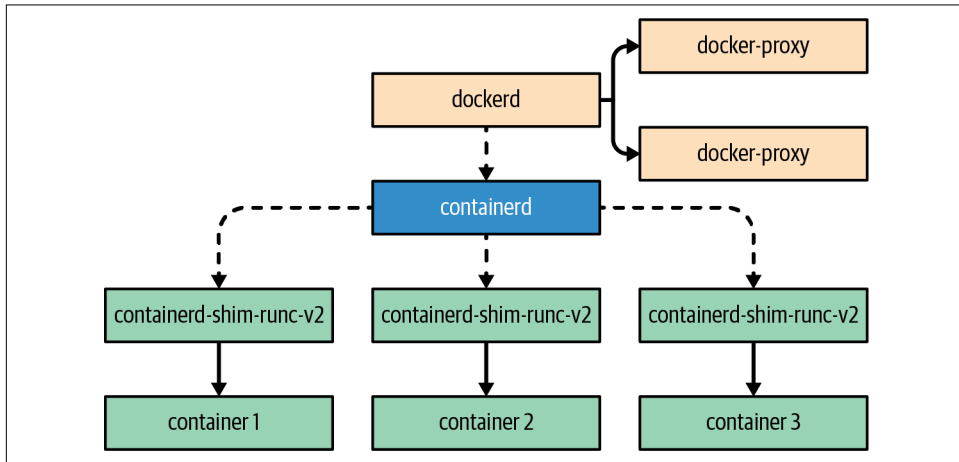 docker-proxy
dockerd
docker-proxy
containerd
containerd-shim-runc-v2
containerd-shim-runc-v2
containerd-shim-runc-v2
container 1
container 2
container 3